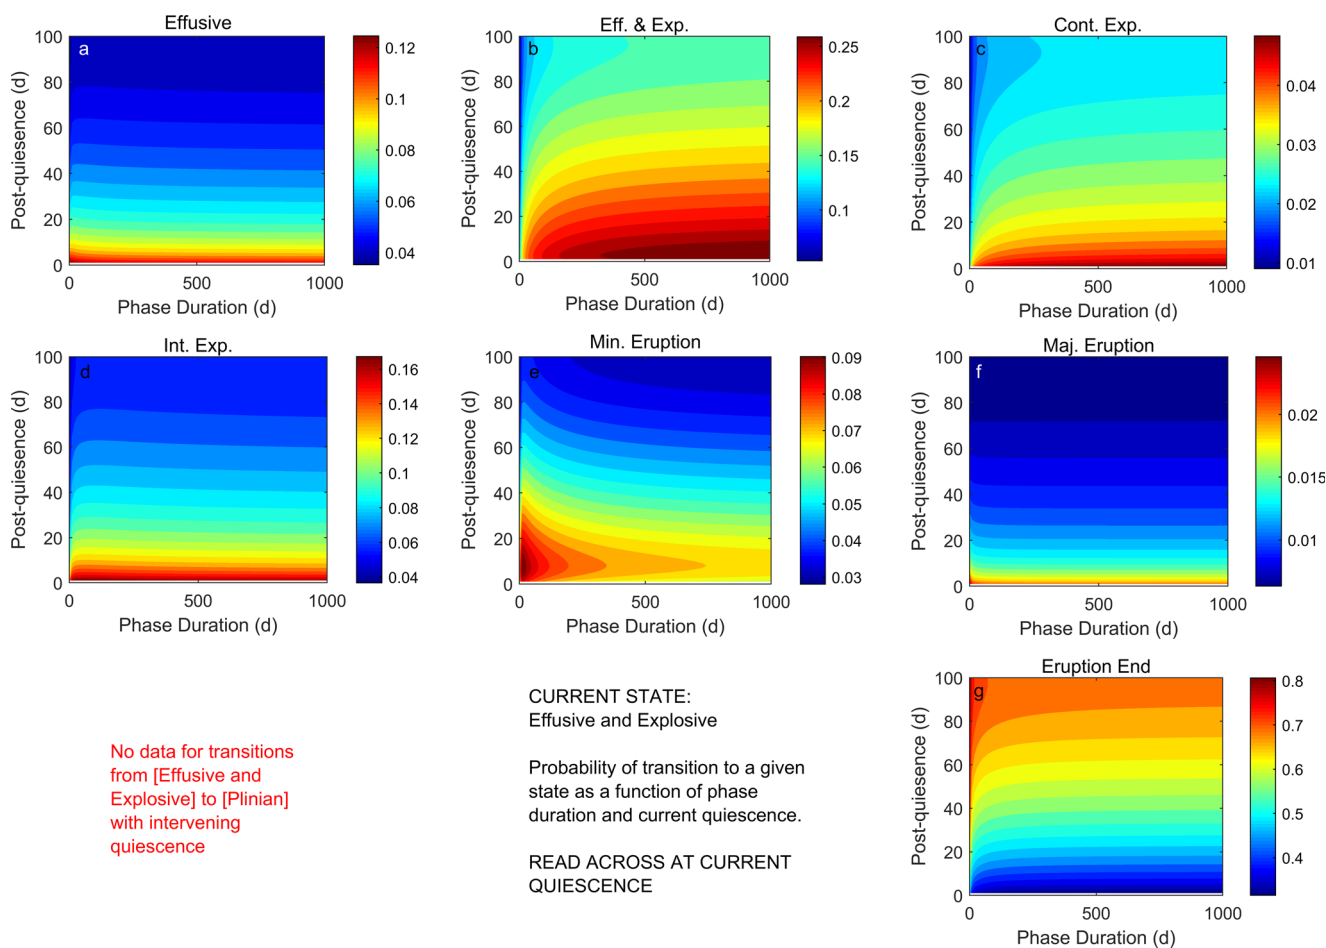 Effusive
a
100
80
60
40
20
0
0
500
1000
Post-quiesence (d)
Phase Duration (d)
0.12
0.1
0.08
0.06
0.04
Eff. & Exp.
b
100
80
60
40
20
0
0
500
1000
Post-quiesence (d)
Phase Duration (d)
0.25
0.2
0.15
0.1
Cont. Exp.
c
100
80
60
40
20
0
0
500
1000
Post-quiesence (d)
Phase Duration (d)
0.04
0.03
0.02
0.01
Int. Exp.
d
100
80
60
40
20
0
0
500
1000
Post-quiesence (d)
Phase Duration (d)
0.16
0.14
0.12
0.10
0.08
0.06
0.04
Min. Eruption
e
100
80
60
40
20
0
0
500
1000
Post-quiesence (d)
Phase Duration (d)
0.09
0.08
0.07
0.06
0.05
0.04
0.03
Maj. Eruption
f
100
80
60
40
20
0
0
500
1000
Post-quiesence (d)
Phase Duration (d)
0.02
0.015
0.01
No data for transitions
from [Effusive and
Explosive] to [Plinian]
with intervening
quiescence
CURRENT STATE:
Effusive and Explosive
Probability of transition to a given
state as a function of phase
duration and current quiescence.
READ ACROSS AT CURRENT
QUIESCENCE
Eruption End
g
100
80
60
40
20
0
0
500
1000
Post-quiesence (d)
Phase Duration (d)
0.8
0.7
0.6
0.5
0.4